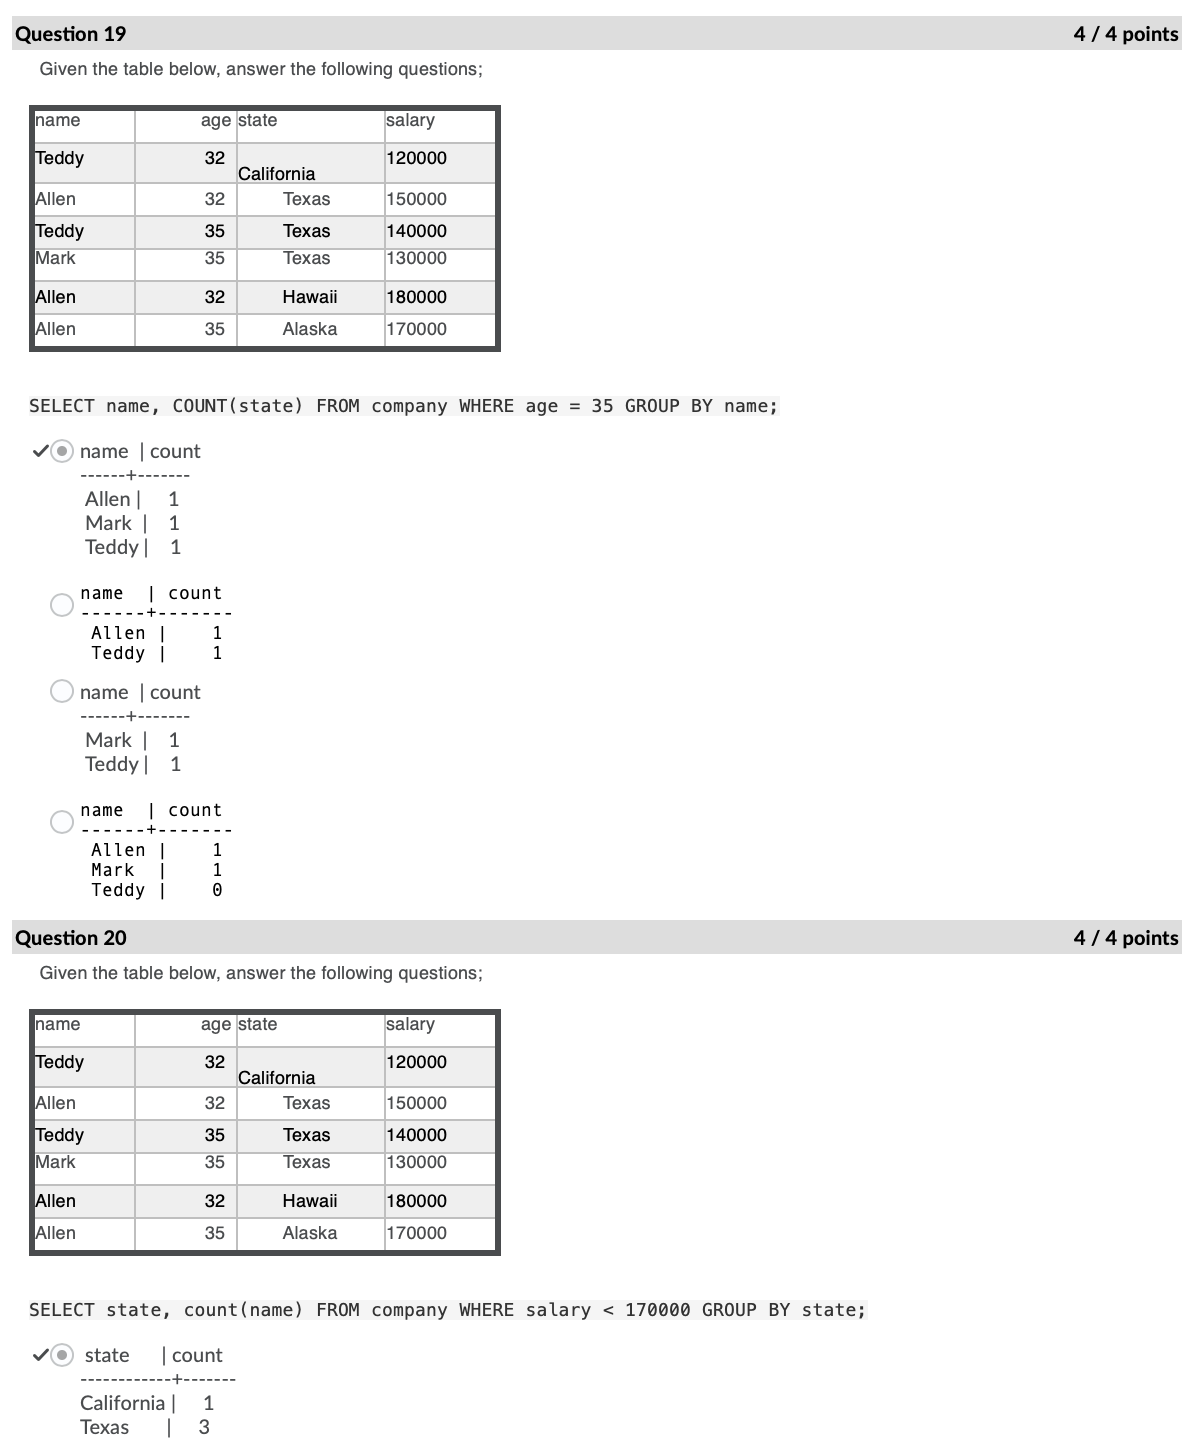 Question 19 4 / 4 points
Given the table below, answer the following questions;
name age state salary
Teddy 32 California 120000
Allen 32 Texas 150000
Teddy 35 Texas 140000
Mark 35 Texas 130000
Allen 32 Hawaii 180000
Allen 35 Alaska 170000
SELECT name, COUNT(state) FROM company WHERE age = 35 GROUP BY name;
name | count
------+-------
Allen | 1
Mark | 1
Teddy | 1
name | count
------+-------
Allen | 1
Teddy | 1
name | count
------+-------
Mark | 1
Teddy | 1
name | count
------+-------
Allen | 1
Mark | 1
Teddy | 0
Question 20 4 / 4 points
Given the table below, answer the following questions;
name age state salary
Teddy 32 California 120000
Allen 32 Texas 150000
Teddy 35 Texas 140000
Mark 35 Texas 130000
Allen 32 Hawaii 180000
Allen 35 Alaska 170000
SELECT state, count(name) FROM company WHERE salary < 170000 GROUP BY state;
state | count
------------+-------
California | 1
Texas | 3